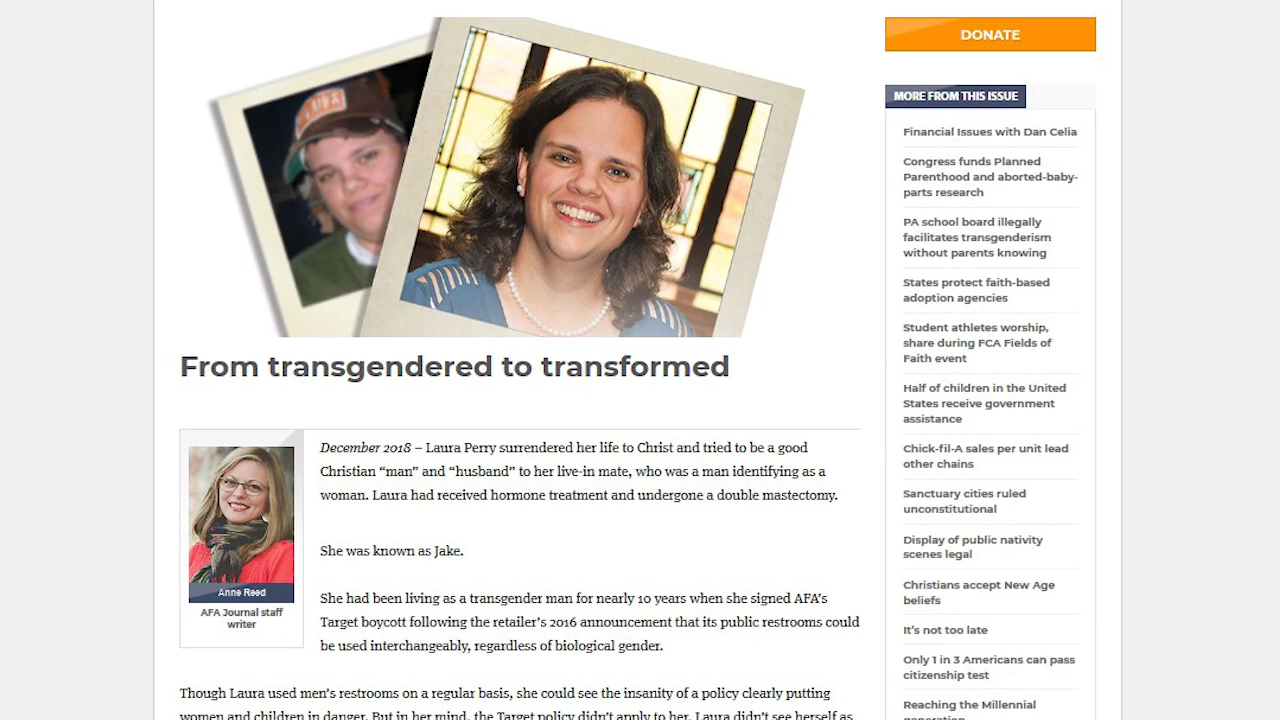 DONATE
MORE FROM THIS ISSUE
Financial Issues with Dan Celia
Congress funds Planned
Parenthood and aborted-baby-
parts research
PA school board illegally
facilitates transgenderism
without parents knowing
States protect faith-based
adoption agencies
Student athletes worship,
share during FCA Fields of
Faith event
Half of children in the United
States receive government
assistance
Chick-fil-A sales per unit lead
other chains
Sanctuary cities ruled
unconstitutional
Display of public nativity
scenes legal
Christians accept New Age
beliefs
It's not too late
Only 1 in 3 Americans can pass
citizenship test
Reaching the Millennial
generation
From transgendered to transformed
Anne Reed
AFA Journal staff
writer
December 2018 – Laura Perry surrendered her life to Christ and tried to be a good
Christian “man” and “husband” to her live-in mate, who was a man identifying as a
woman. Laura had received hormone treatment and undergone a double mastectomy.
She was known as Jake.
She had been living as a transgender man for nearly 10 years when she signed AFA’s
Target boycott following the retailer’s 2016 announcement that its public restrooms could
be used interchangeably, regardless of biological gender.
Though Laura used men’s restrooms on a regular basis, she could see the insanity of a policy clearly putting
women and children in danger. But in her mind, the Target policy didn’t apply to her. Laura didn’t see herself as